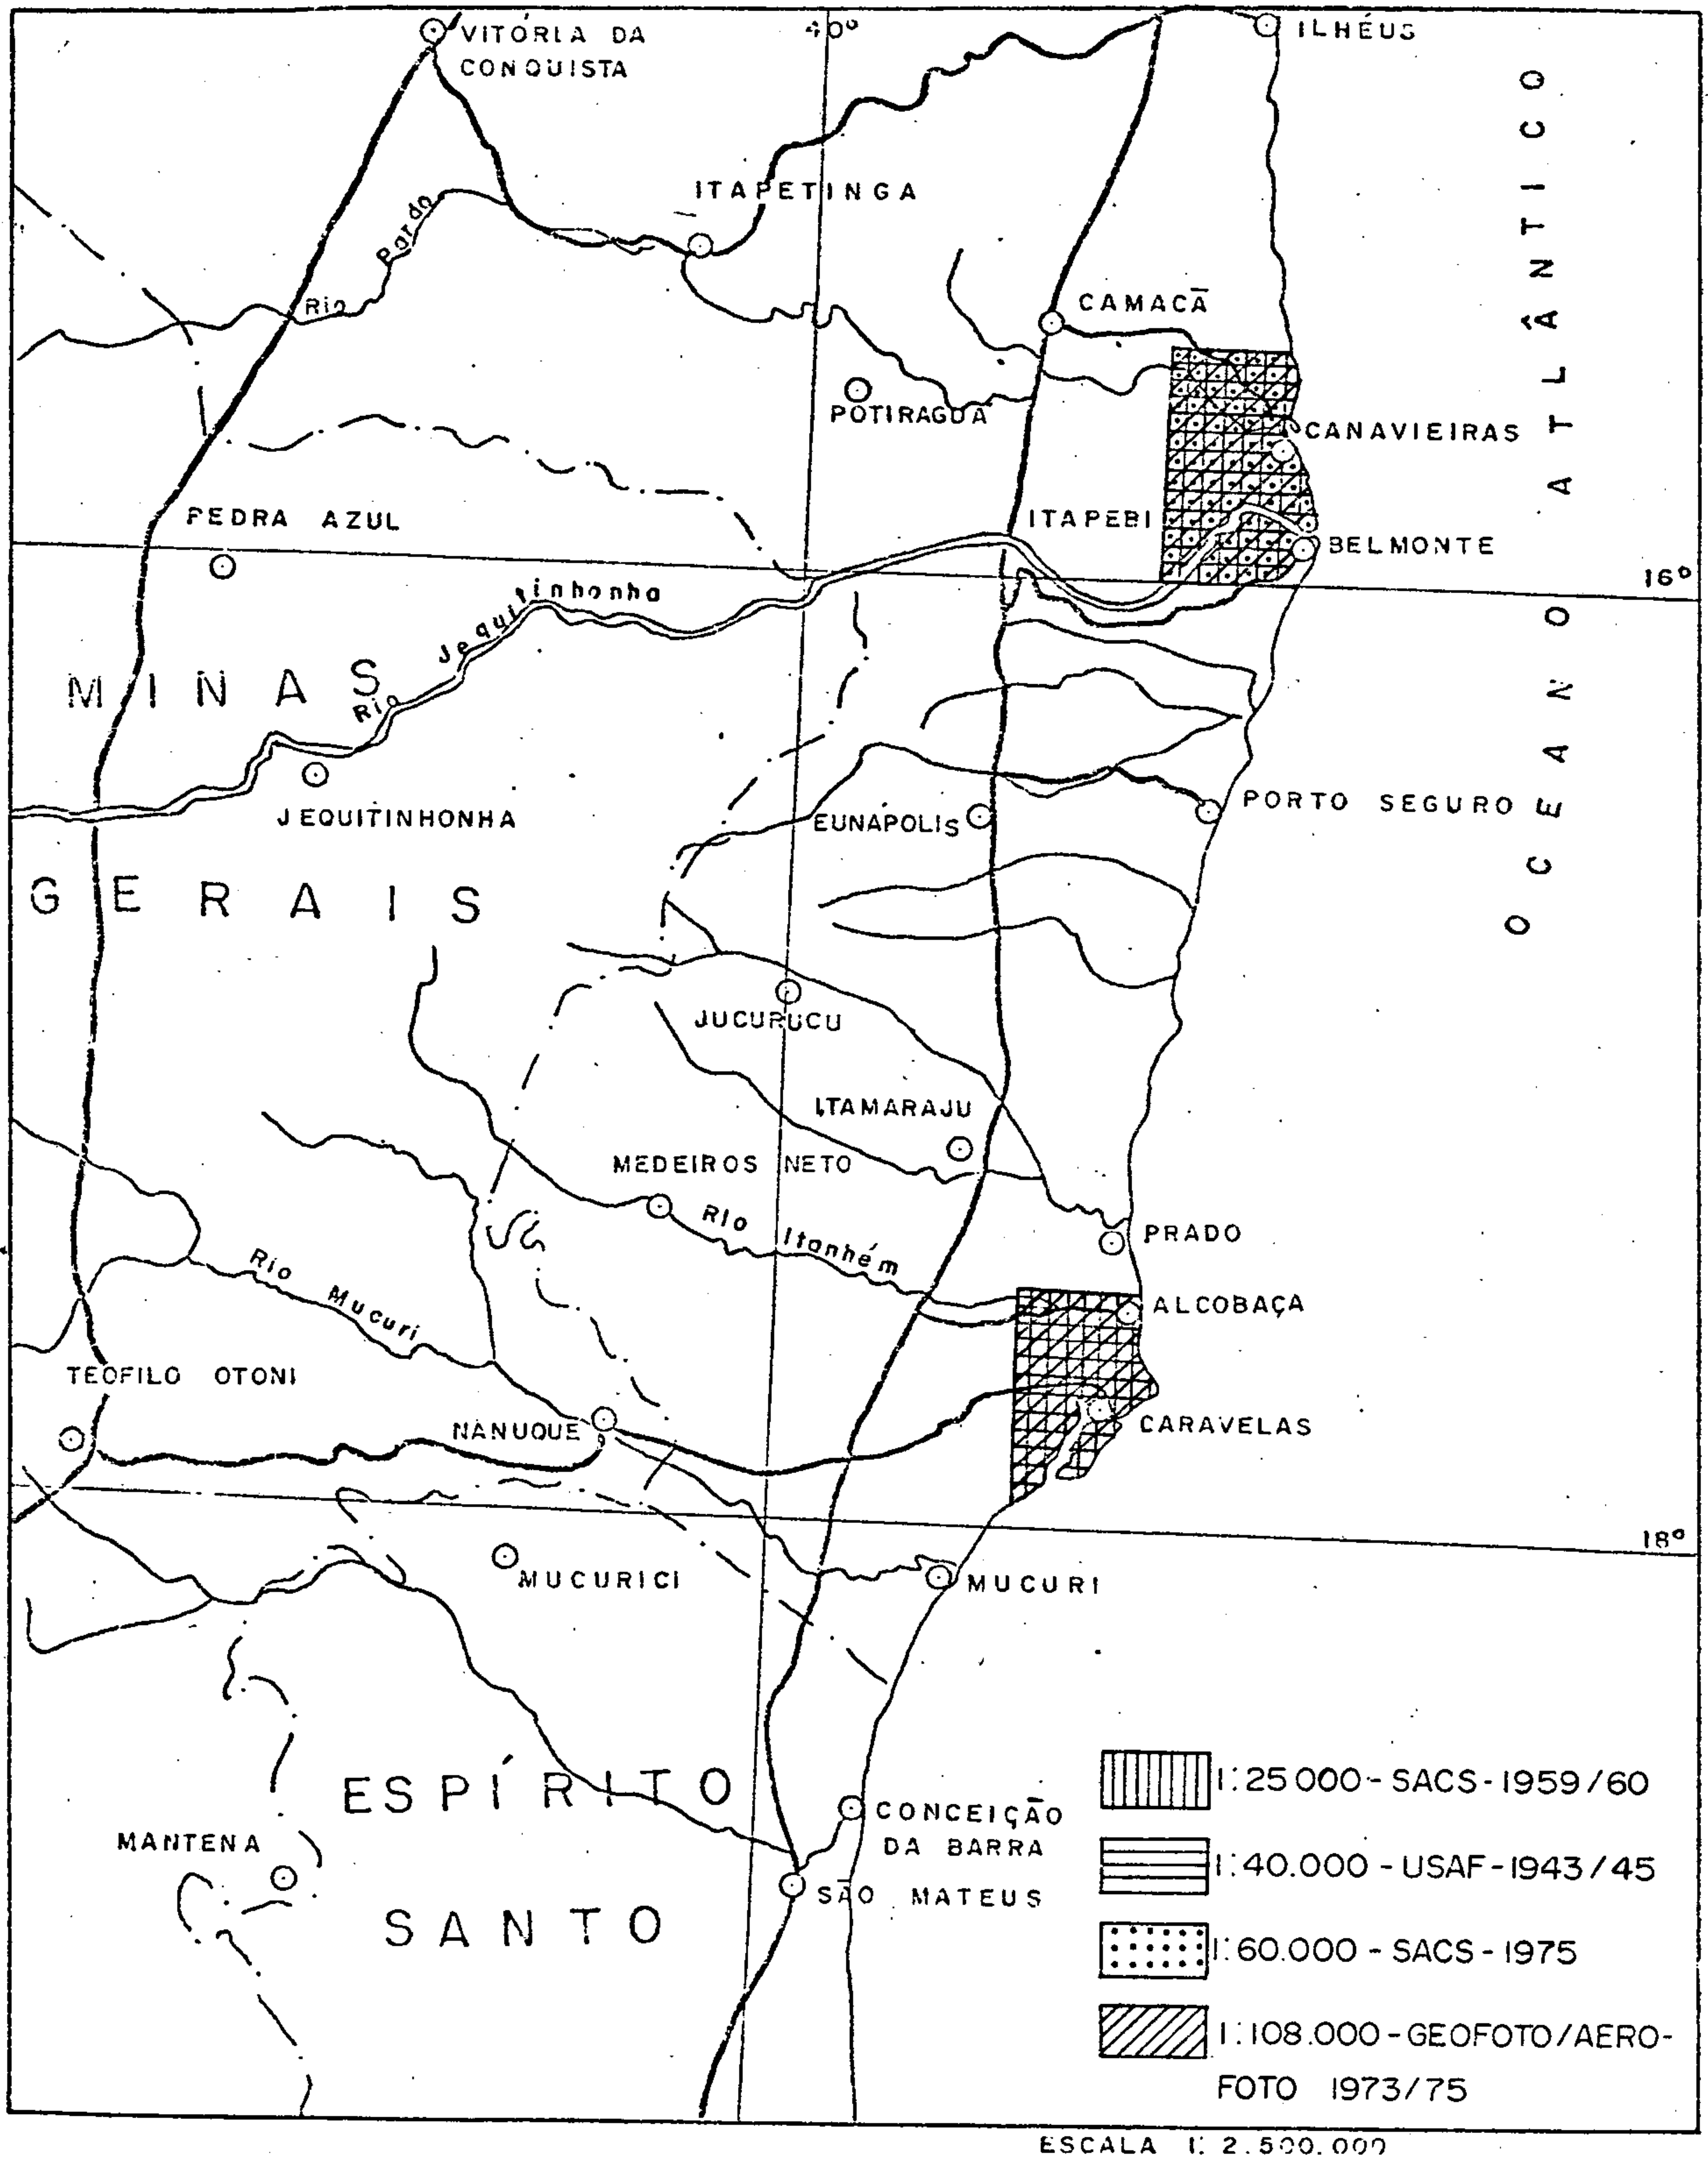 VITÓRIA DA
CONQUISTA
40°
ILHÉUS
ITAPETINGA
Rio Pardo
CAMACÃ
POTIRAGUÁ
CANAVIEIRAS
PEDRA AZUL
ITAPEBI
BELMONTE
16°
Rio Jequitinhonha
OCEANO ATLÂNTICO
MINAS
JEQUITINHONHA
EUNÁPOLIS
PORTO SEGURO
GERAIS
JUCURUCU
ITAMARAJU
MEDEIROS NETO
Rio Itanhém
PRADO
Rio Mucuri
ALCOBAÇA
TEOFILO OTONI
NANUQUE
CARAVELAS
18°
MUCURICI
MUCURI
ESPÍRITO
1:25000 - SACS - 1959/60
CONCEIÇÃO
DA BARRA
MANTENA
1:40.000 - USAF - 1943/45
SÃO MATEUS
SANTO
1:60.000 - SACS - 1975
1:108.000 - GEOFOTO/AERO-
FOTO 1973/75
ESCALA 1: 2.500.000